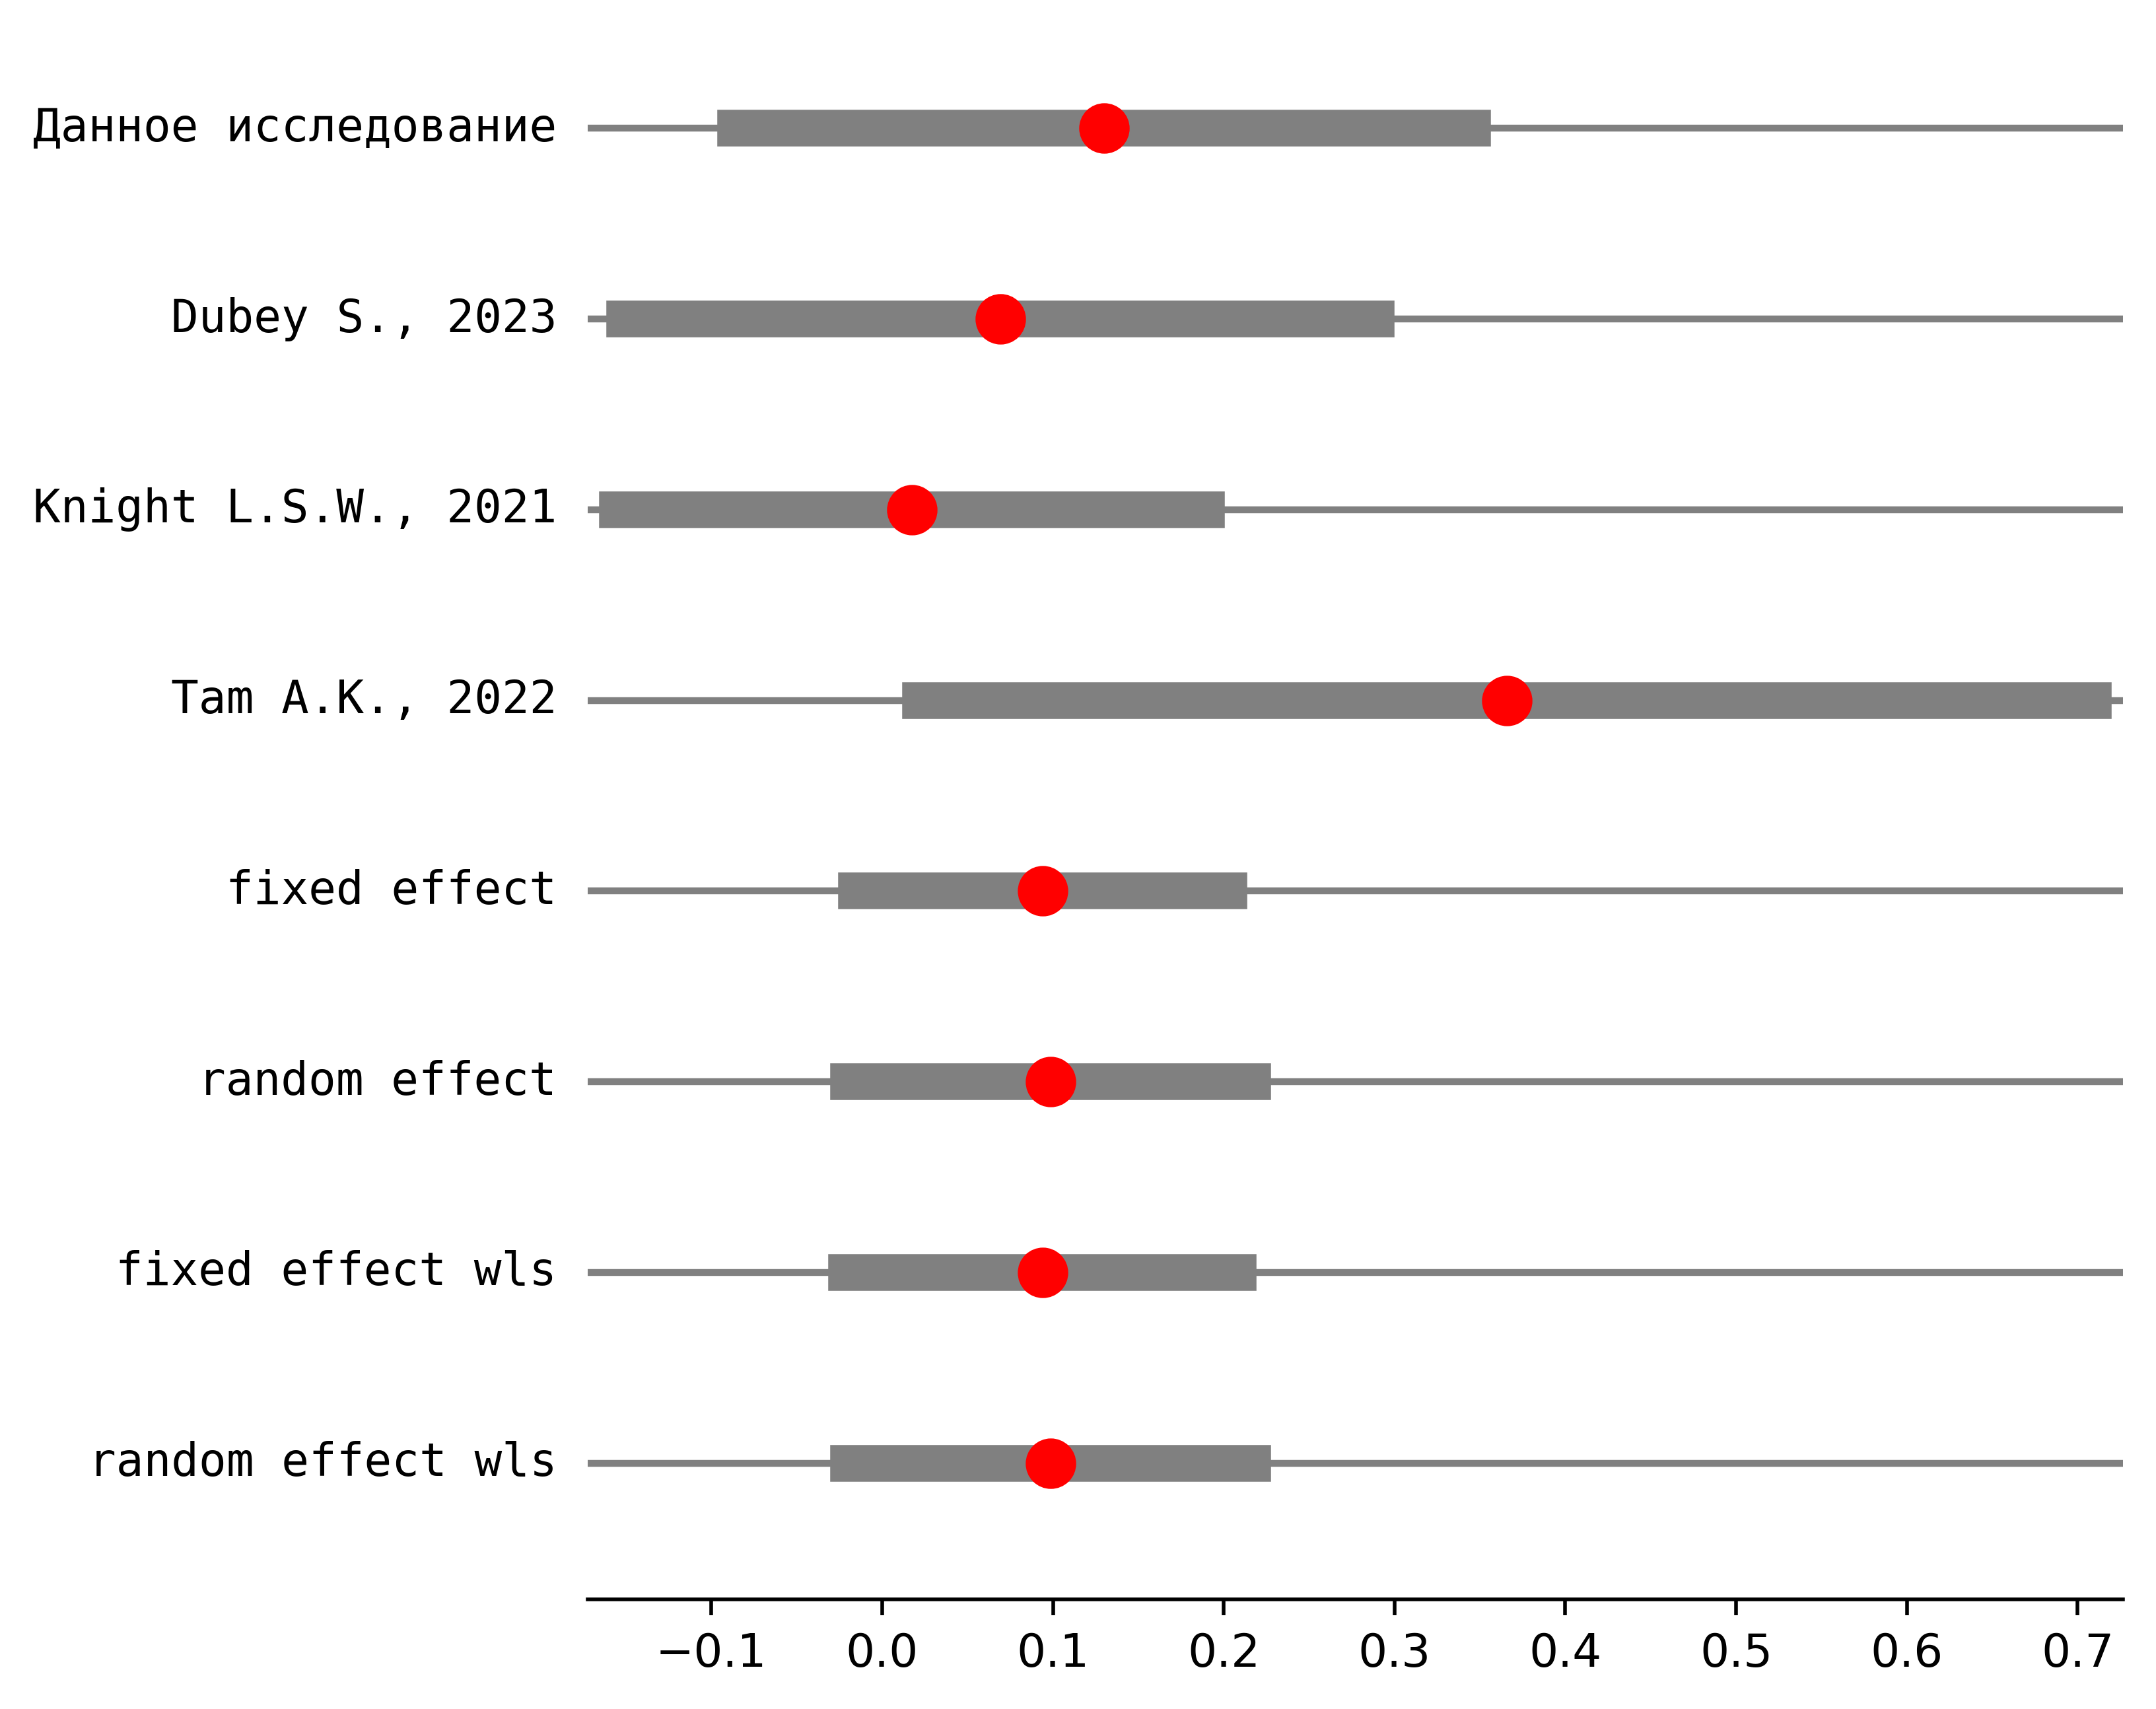 Данное исследование
Dubey S., 2023
Knight L.S.W., 2021
Tam A.K., 2022
fixed effect
random effect
fixed effect wls
random effect wls
−0.1 0.0 0.1 0.2 0.3 0.4 0.5 0.6 0.7